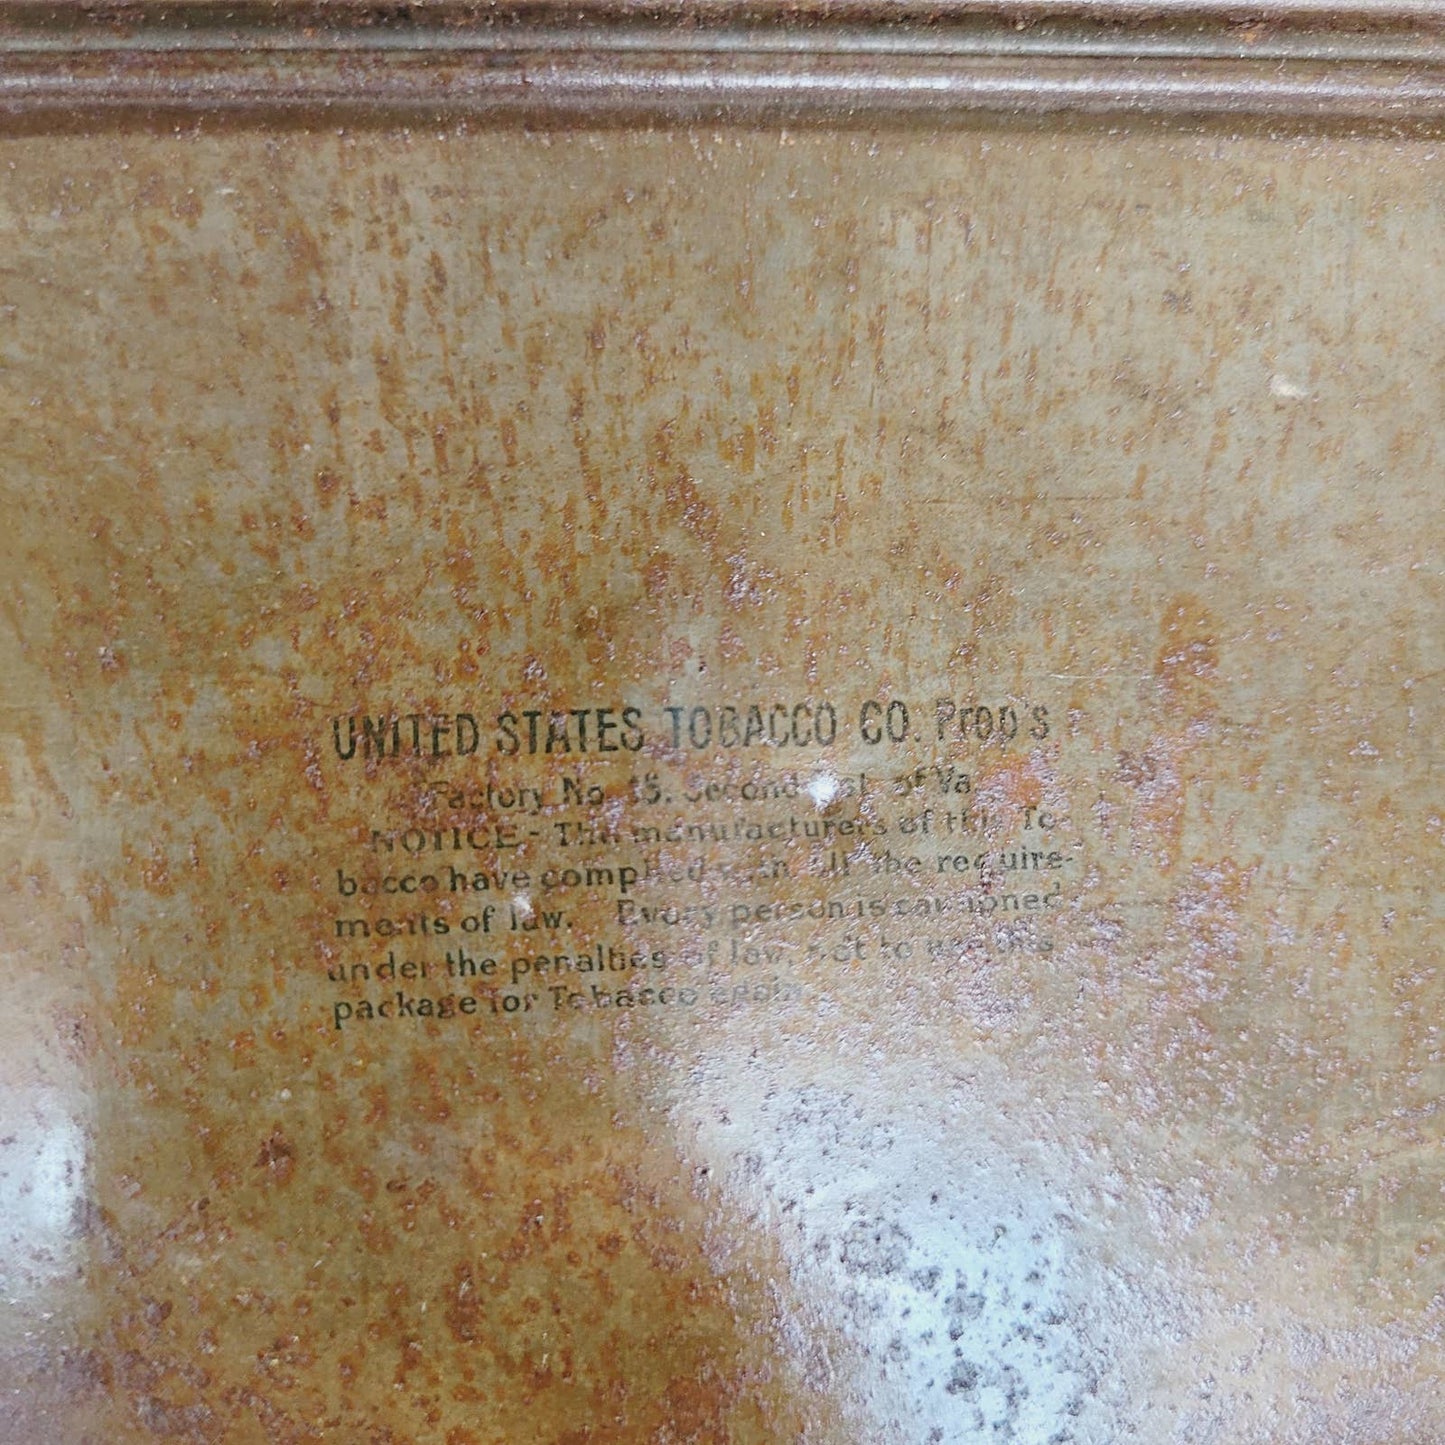 UNITED STATES TOBACCO CO. Prop's
Factory No. 15. Second Dist. of Va.
NOTICE - The manufacturers of this To-
bacco have complied with all the require-
ments of law. Every person is cautioned
under the penalties of law, not to use this
package for Tobacco again.